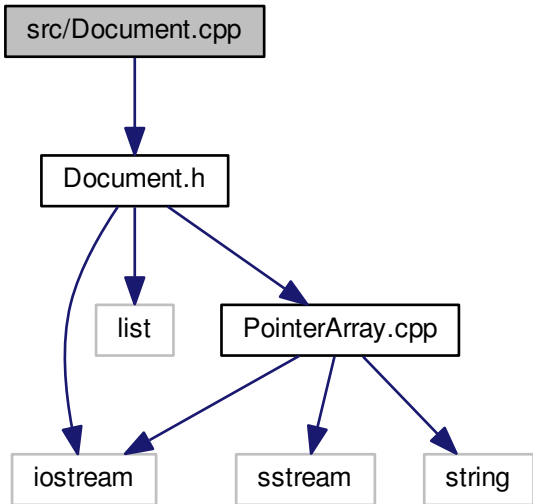 src/Document.cpp
Document.h
list
PointerArray.cpp
iostream
sstream
string